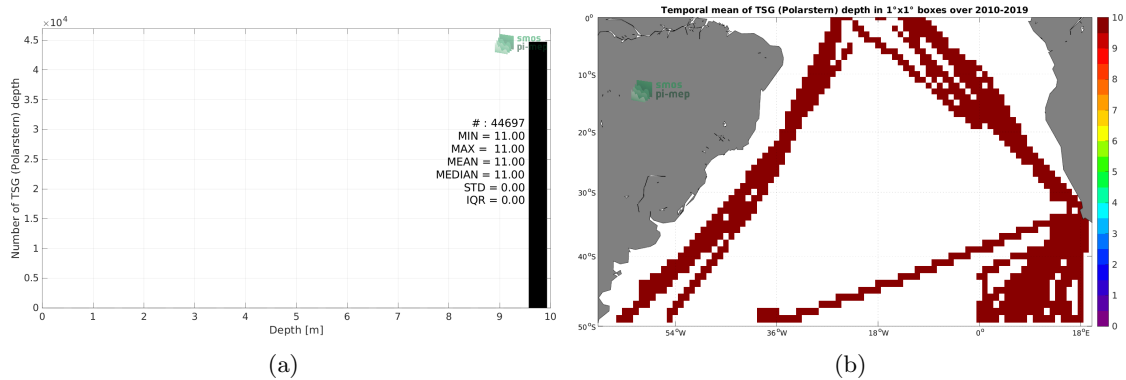 ×10⁴
4.5
4
3.5
3
2.5
2
1.5
1
0.5
0
Number of TSG (Polarstern) depth
smos
pi-mep
# : 44697
MIN = 11.00
MAX = 11.00
MEAN = 11.00
MEDIAN = 11.00
STD = 0.00
IQR = 0.00
0 1 2 3 4 5 6 7 8 9 10
Depth [m]
(a)
Temporal mean of TSG (Polarstern) depth in 1°x1° boxes over 2010-2019
smos
pi-mep
0°
10°S
20°S
30°S
40°S
50°S
54°W 36°W 18°W 0° 18°E
10
9
8
7
6
5
4
3
2
1
0
(b)